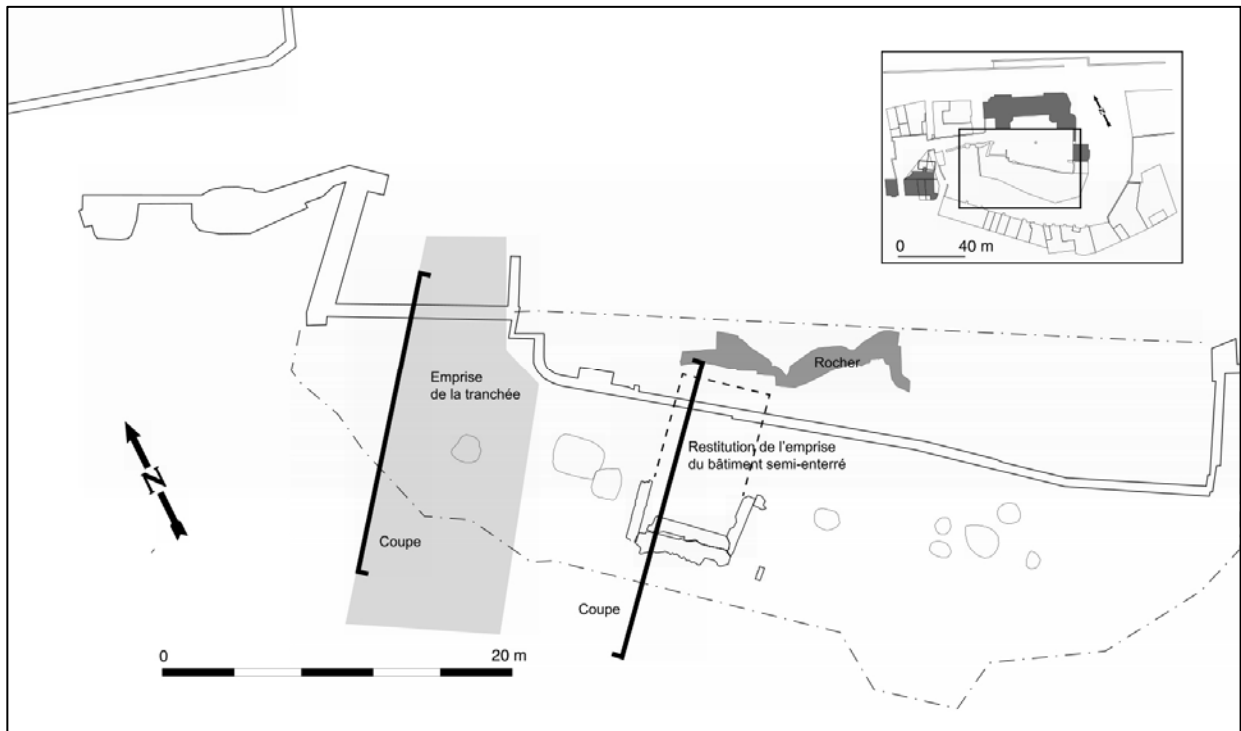 0 40 m
Rocher
Emprise
de la tranchée
Restitution de l'emprise
du bâtiment semi-enterré
N
Coupe
Coupe
0 20 m